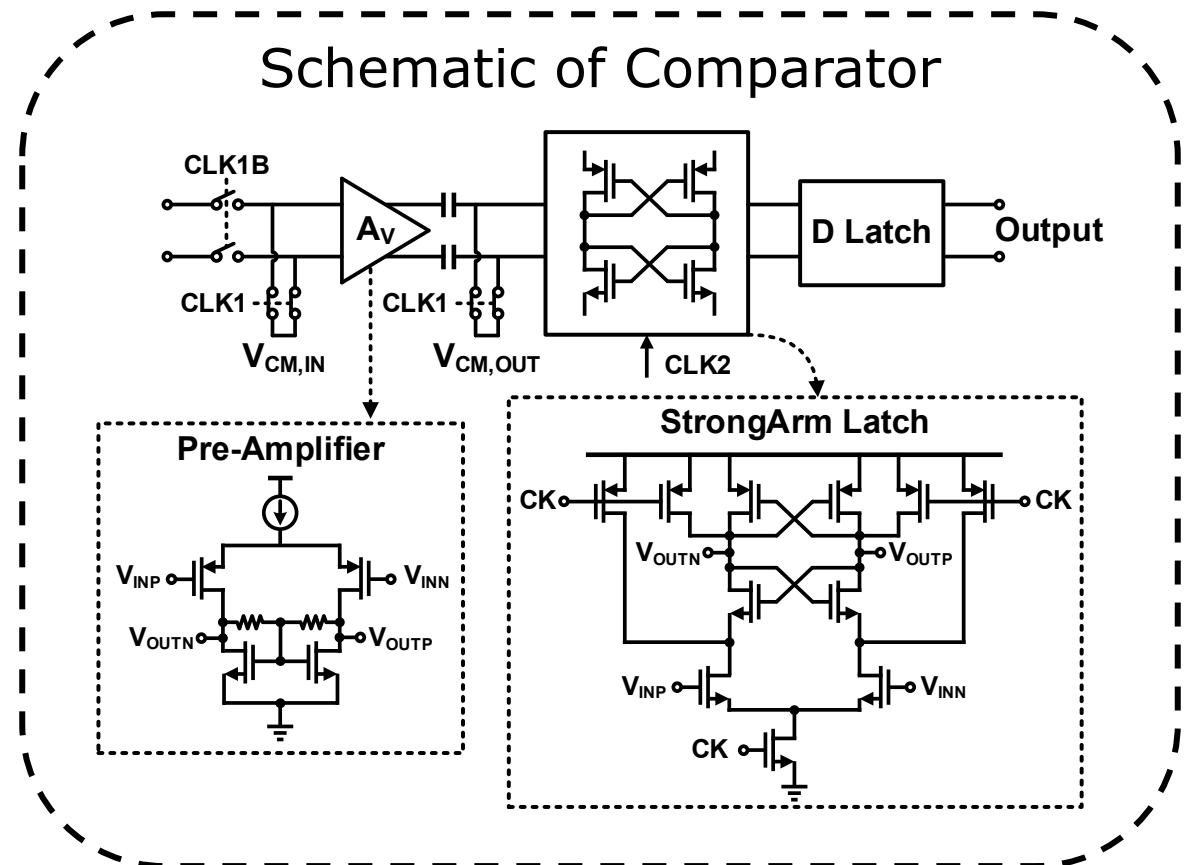 Schematic of Comparator
CLK1B
AV
D Latch
Output
CLK1
CLK1
VCM,IN
VCM,OUT
CLK2
Pre-Amplifier
VINP
VINN
VOUTN
VOUTP
StrongArm Latch
CK
CK
VOUTN
VOUTP
VINP
VINN
CK